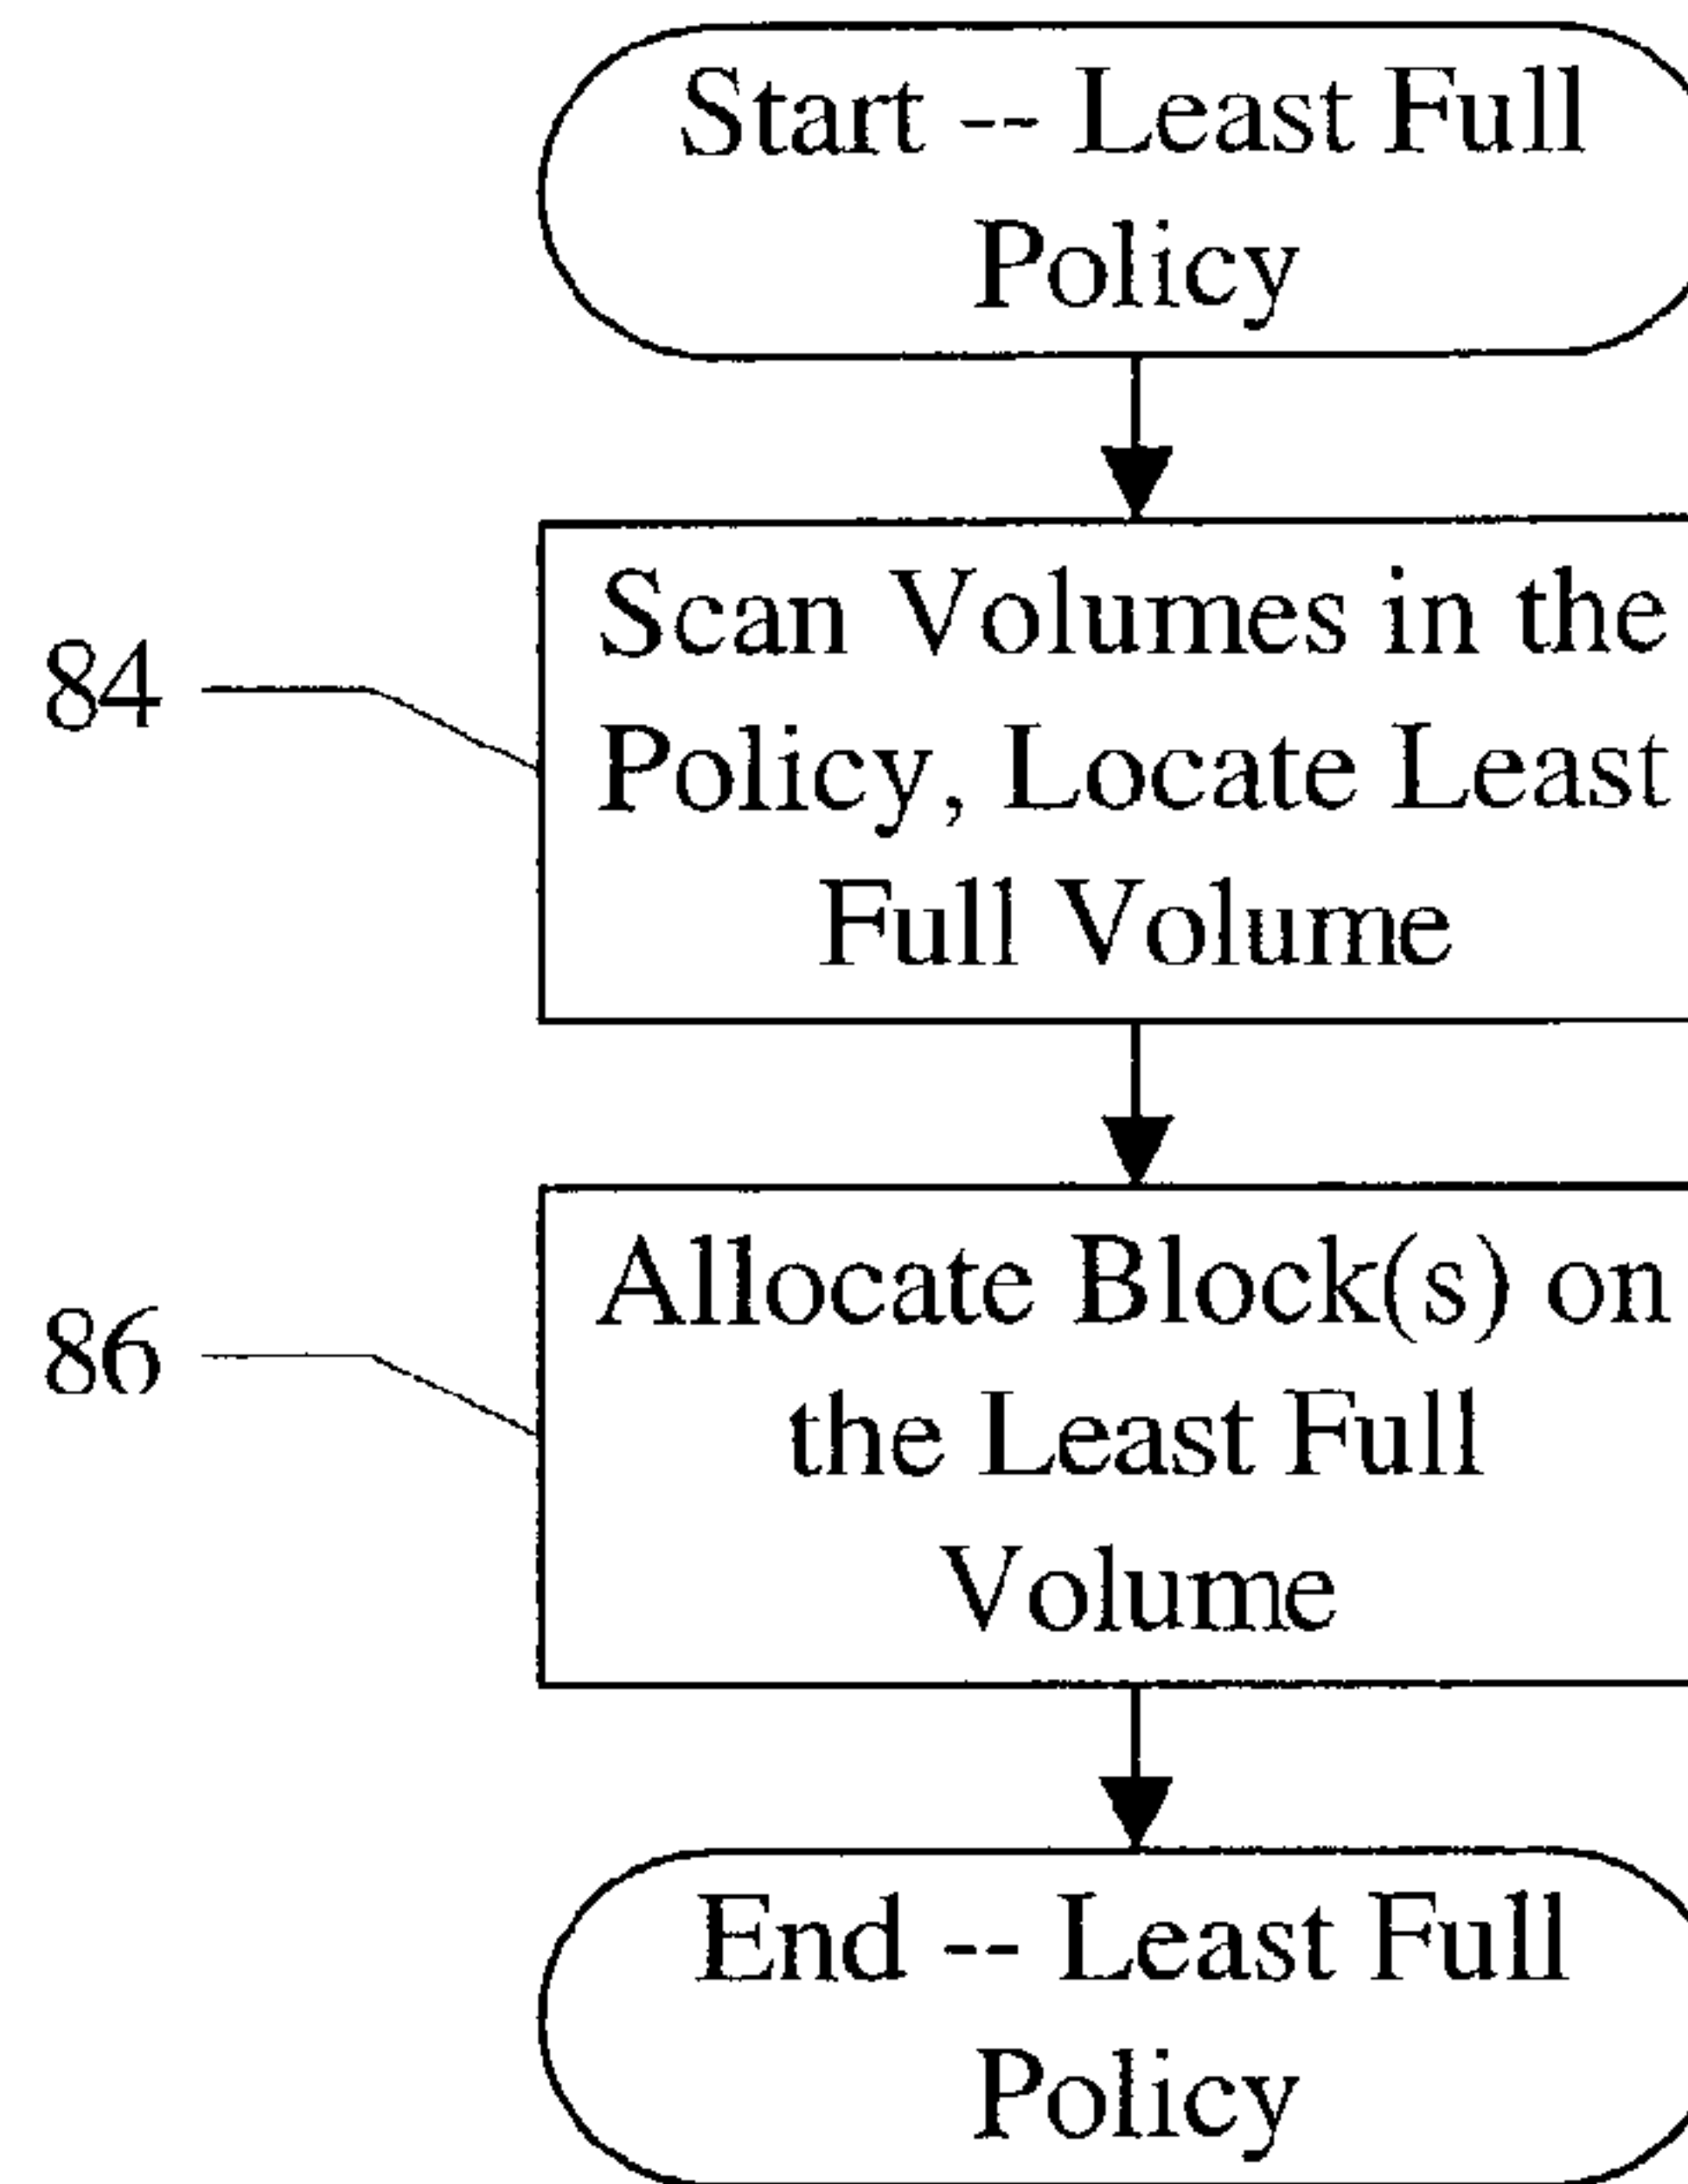 Start -- Least Full
Policy
84
Scan Volumes in the
Policy, Locate Least
Full Volume
86
Allocate Block(s) on
the Least Full
Volume
End -- Least Full
Policy